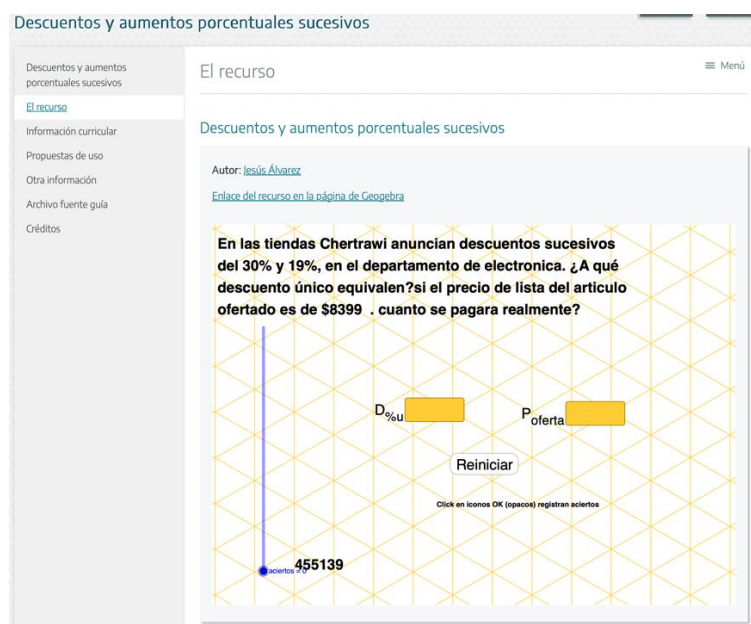 Descuentos y aumentos porcentuales sucesivos
Descuentos y aumentos
porcentuales sucesivos
El recurso
Información curricular
Propuestas de uso
Otra información
Archivo fuente guía
Créditos
El recurso
≡ Menú
Descuentos y aumentos porcentuales sucesivos
Autor: Jesús Álvarez
Enlace del recurso en la página de Geogebra
En las tiendas Chertrawi anuncian descuentos sucesivos
del 30% y 19%, en el departamento de electronica. ¿A qué
descuento único equivalen?si el precio de lista del articulo
ofertado es de $8399 . cuanto se pagara realmente?
D%u
Poferta
Reiniciar
Click en iconos OK (opacos) registran aciertos
aciertos = 0
455139